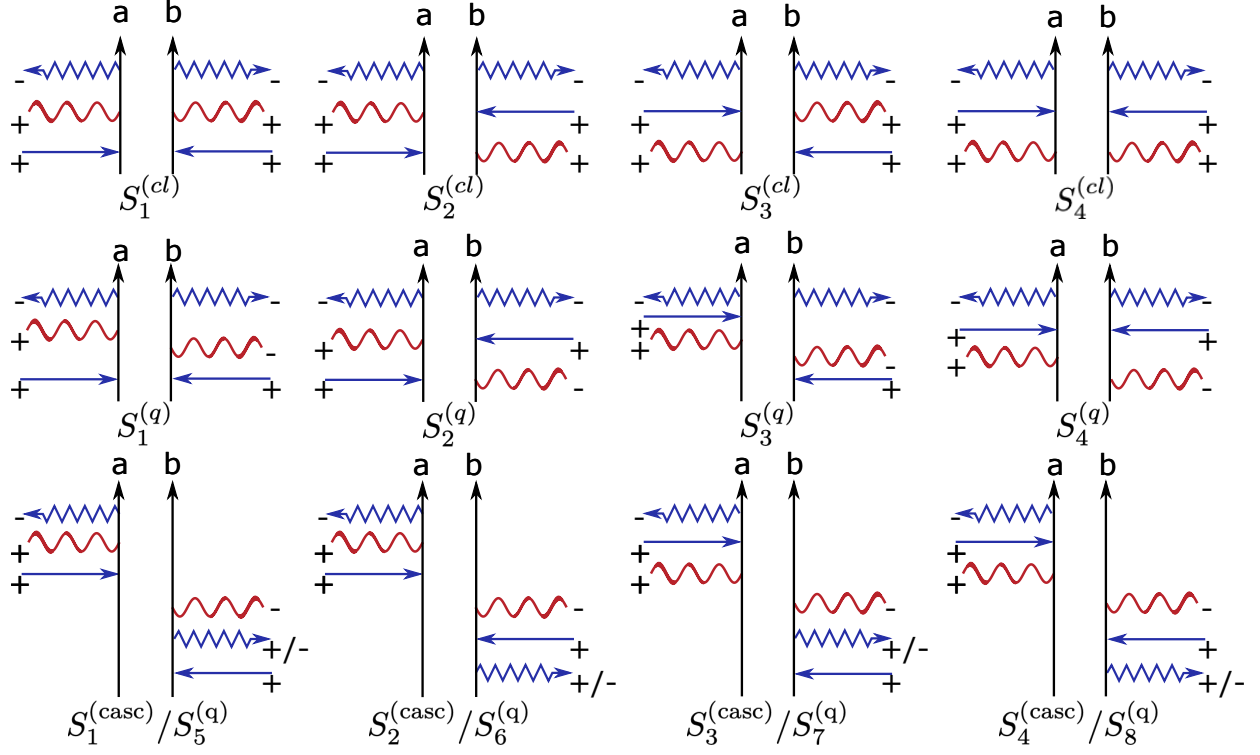 a b a b a b a b
- - - - - - - -
+ + + + + + + +
+ + + + + + + +
S_1^{(cl)} S_2^{(cl)} S_3^{(cl)} S_4^{(cl)}
a b a b a b a b
- - - - - - - -
+ - + + + + - + + +
+ + + - + + -
S_1^{(q)} S_2^{(q)} S_3^{(q)} S_4^{(q)}
a b a b a b a b
- - - -
+ + + +
+ + + +
- - - -
+/- + +/- +
+ +/- + +/-
S_1^{(casc)}/S_5^{(q)} S_2^{(casc)}/S_6^{(q)} S_3^{(casc)}/S_7^{(q)} S_4^{(casc)}/S_8^{(q)}